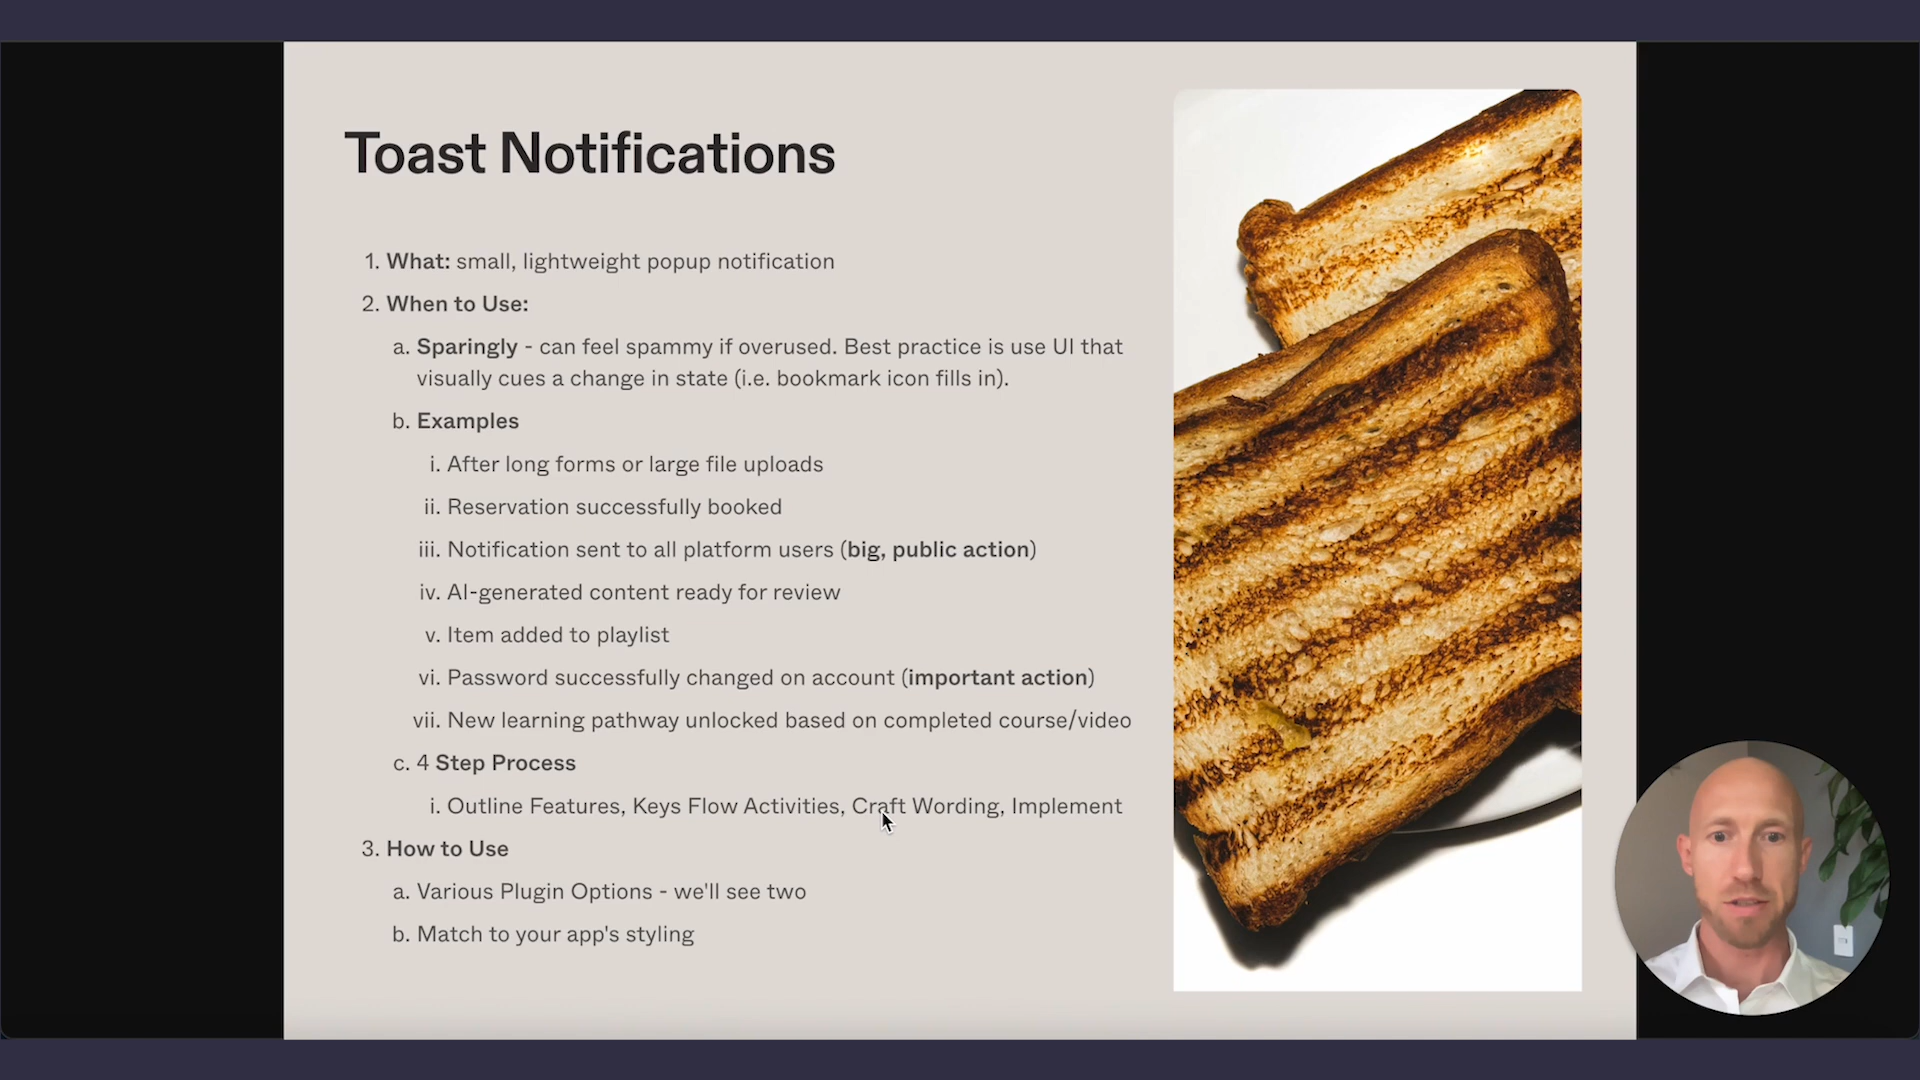 Toast Notifications
1. What: small, lightweight popup notification
2. When to Use:
a. Sparingly - can feel spammy if overused. Best practice is use UI that
visually cues a change in state (i.e. bookmark icon fills in).
b. Examples
i. After long forms or large file uploads
ii. Reservation successfully booked
iii. Notification sent to all platform users (big, public action)
iv. AI-generated content ready for review
v. Item added to playlist
vi. Password successfully changed on account (important action)
vii. New learning pathway unlocked based on completed course/video
c. 4 Step Process
i. Outline Features, Keys Flow Activities, Craft Wording, Implement
3. How to Use
a. Various Plugin Options - we'll see two
b. Match to your app's styling